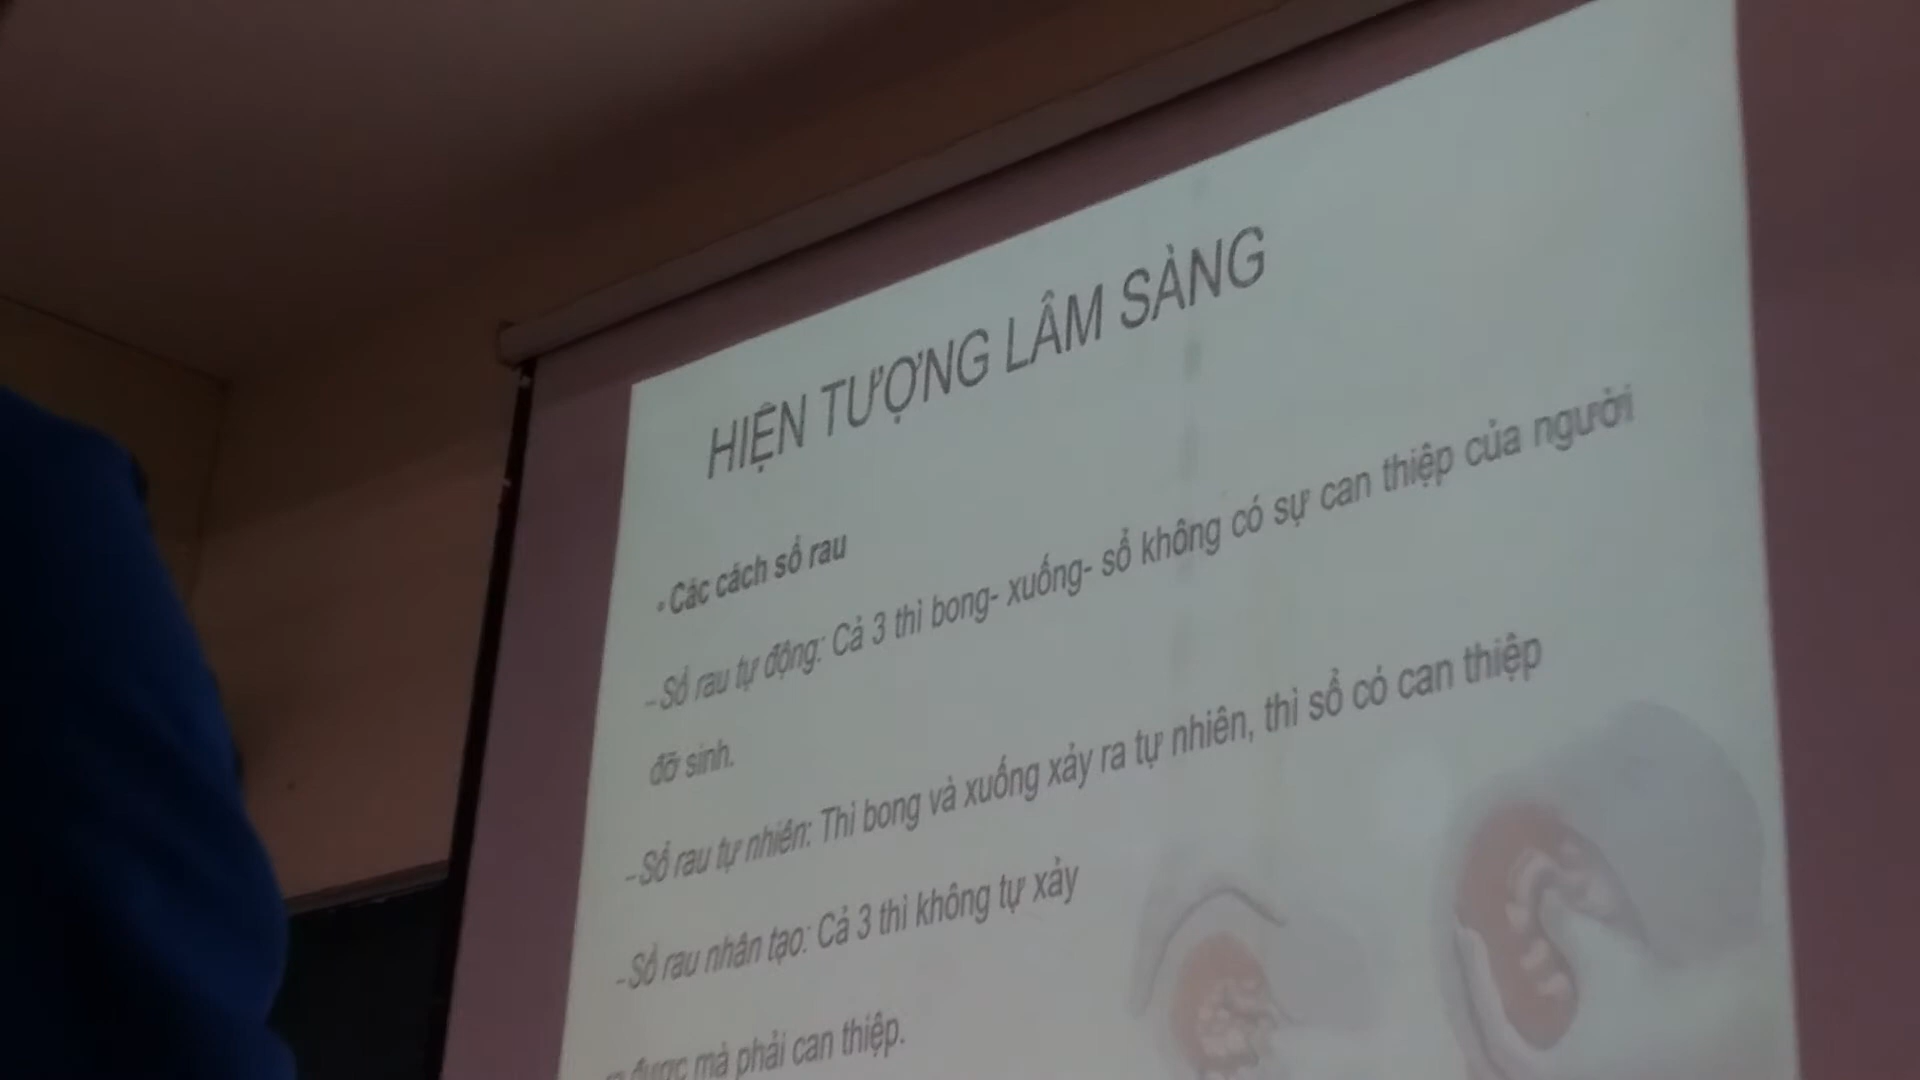 HIỆN TƯỢNG LÂM SÀNG
• Các cách sổ rau
– Sổ rau tự động: Cả 3 thì bong- xuống- sổ không có sự can thiệp của người
đỡ sinh.
– Sổ rau tự nhiên: Thì bong và xuống xảy ra tự nhiên, thì sổ có can thiệp
– Sổ rau nhân tạo: Cả 3 thì không tự xảy
ra được mà phải can thiệp.